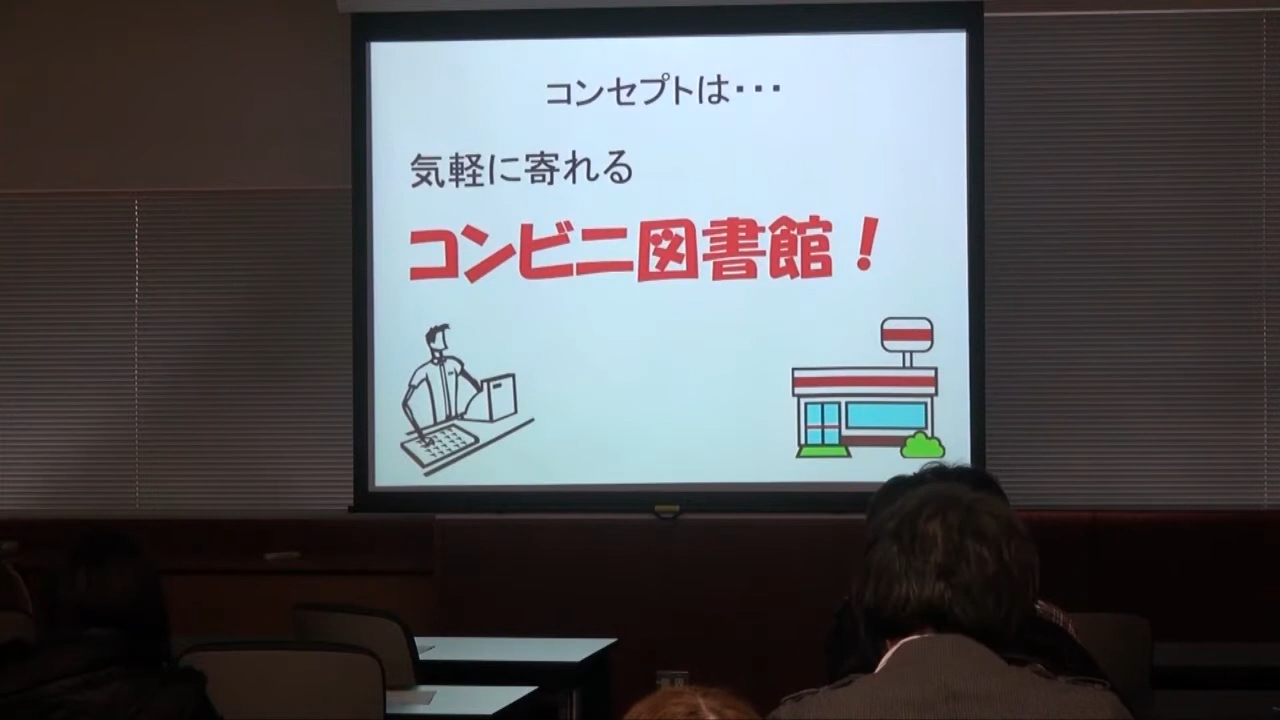 コンセプトは・・・
気軽に寄れる
コンビニ図書館！